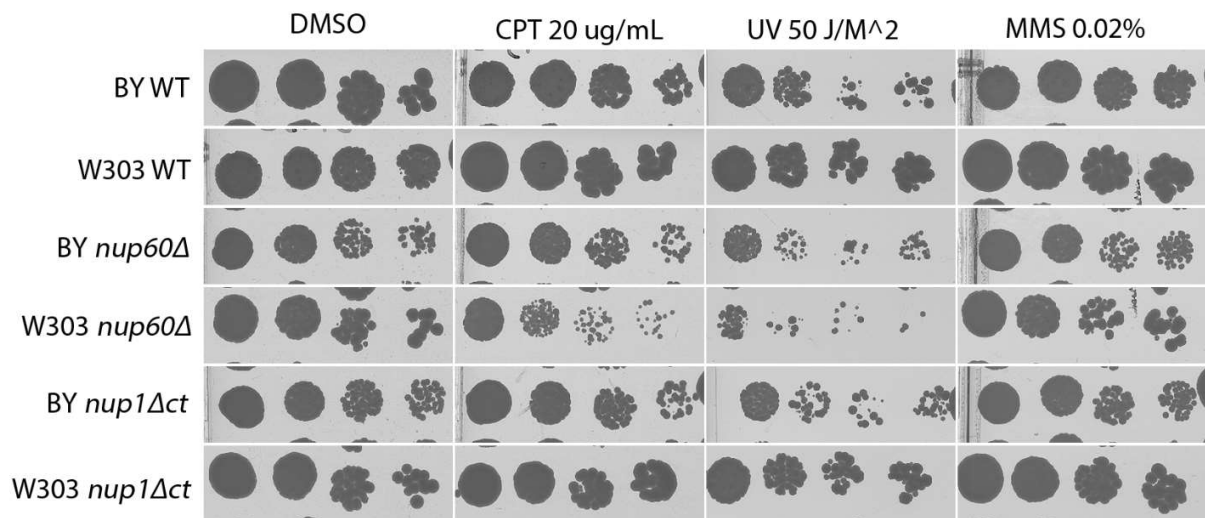 DMSO CPT 20 ug/mL UV 50 J/M^2 MMS 0.02%
BY WT
W303 WT
BY nup60Δ
W303 nup60Δ
BY nup1Δct
W303 nup1Δct